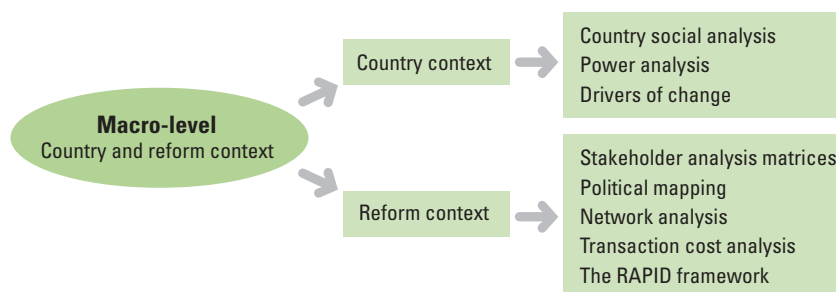 Macro-level
Country and reform context
Country context
Country social analysis
Power analysis
Drivers of change
Reform context
Stakeholder analysis matrices
Political mapping
Network analysis
Transaction cost analysis
The RAPID framework